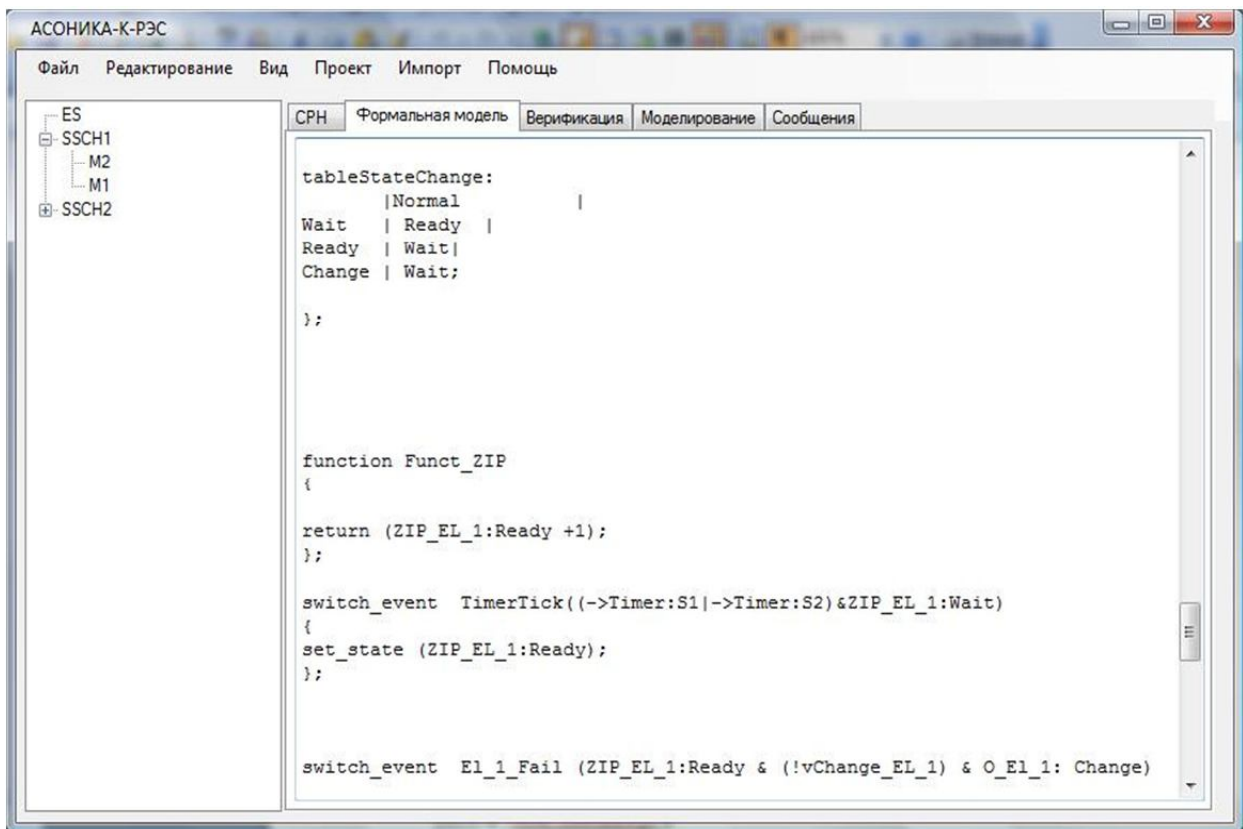 АСОНИКА-К-РЭС
Файл Редактирование Вид Проект Импорт Помощь
ES
SSCH1
M2
M1
SSCH2
СРН Формальная модель Верификация Моделирование Сообщения
tableStateChange:
|Normal |
Wait | Ready |
Ready | Wait|
Change | Wait;
};
function Funct_ZIP
{
return (ZIP_EL_1:Ready +1);
};
switch_event TimerTick((->Timer:S1|->Timer:S2)&ZIP_EL_1:Wait)
{
set_state (ZIP_EL_1:Ready);
};
switch_event El_1_Fail (ZIP_EL_1:Ready & (!vChange_EL_1) & O_El_1: Change)